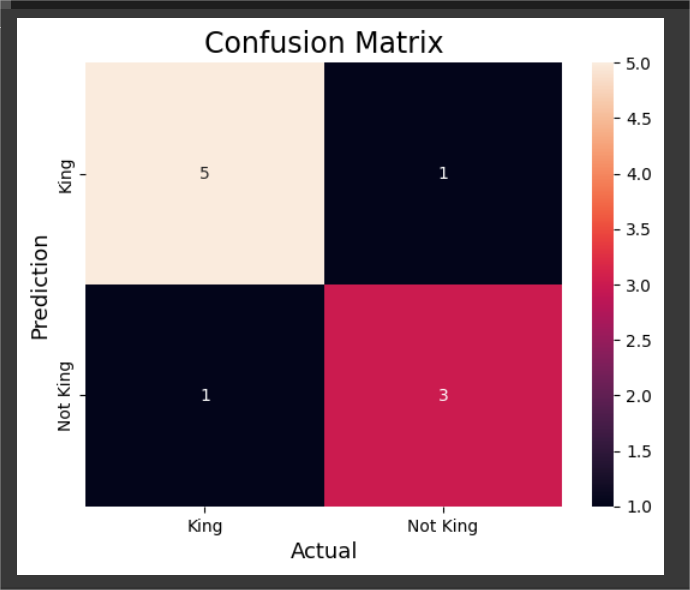 Confusion Matrix
Prediction
King
Not King
5
1
1
3
King
Not King
Actual
5.0
4.5
4.0
3.5
3.0
2.5
2.0
1.5
1.0